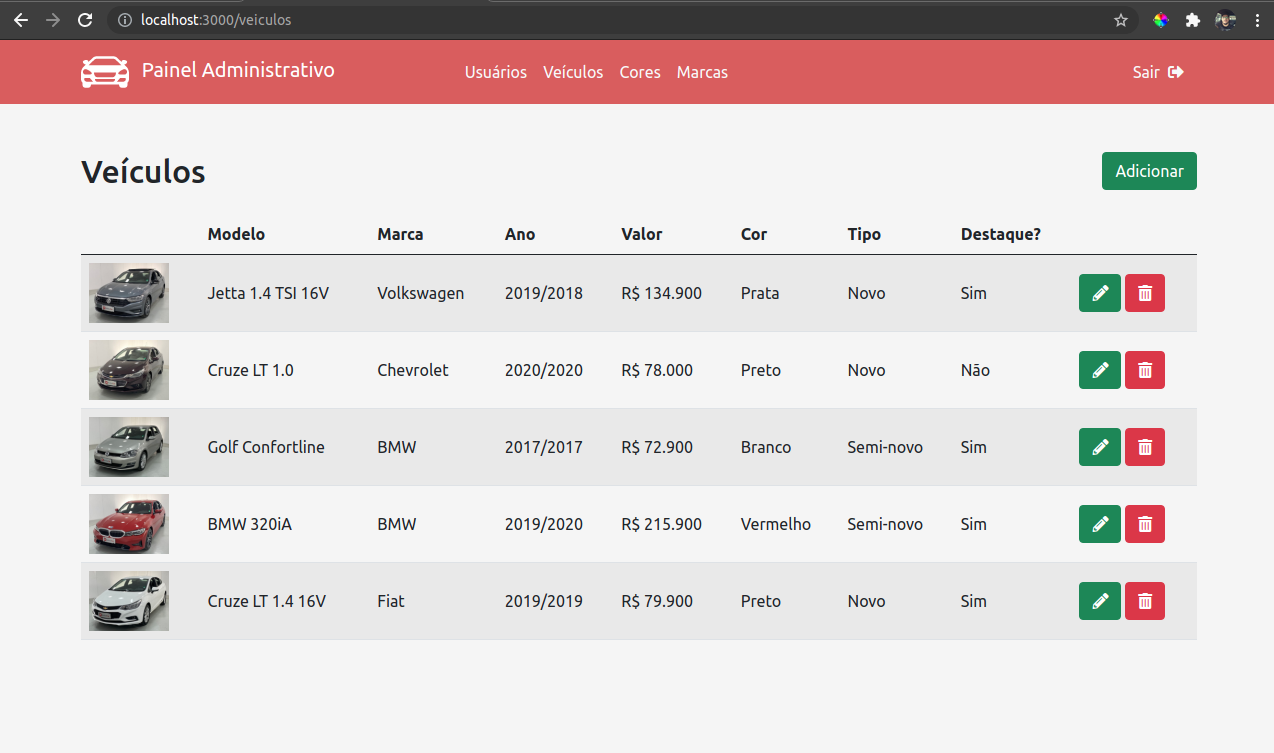 localhost:3000/veiculos
Painel Administrativo Usuários Veículos Cores Marcas Sair
Veículos Adicionar
Modelo Marca Ano Valor Cor Tipo Destaque?
Jetta 1.4 TSI 16V Volkswagen 2019/2018 R$ 134.900 Prata Novo Sim
Cruze LT 1.0 Chevrolet 2020/2020 R$ 78.000 Preto Novo Não
Golf Confortline BMW 2017/2017 R$ 72.900 Branco Semi-novo Sim
BMW 320iA BMW 2019/2020 R$ 215.900 Vermelho Semi-novo Sim
Cruze LT 1.4 16V Fiat 2019/2019 R$ 79.900 Preto Novo Sim